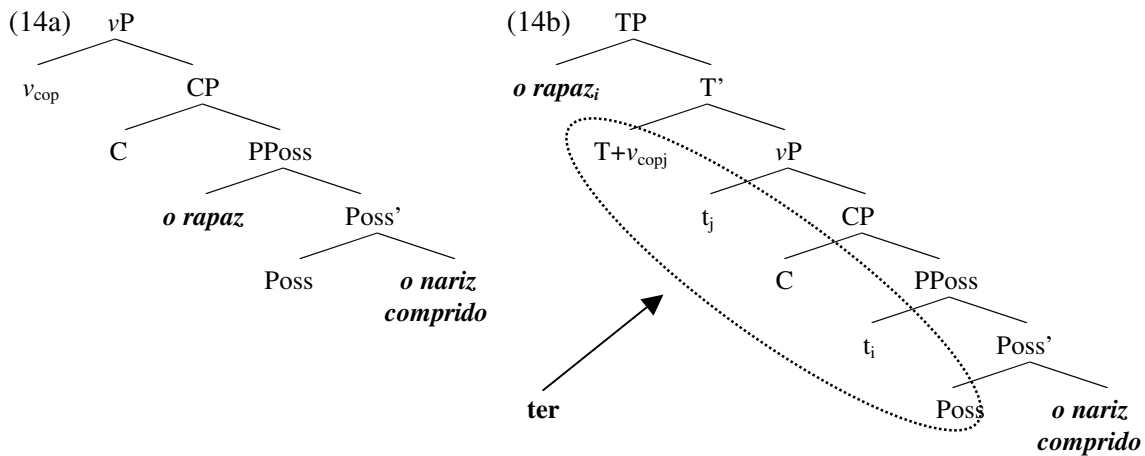 (14a) vP (14b) TP
v_cop CP o rapaz_i T’
C PPoss T+v_copj vP
o rapaz Poss’ t_j CP
Poss o nariz comprido C PPoss
t_i Poss’
ter Poss o nariz comprido